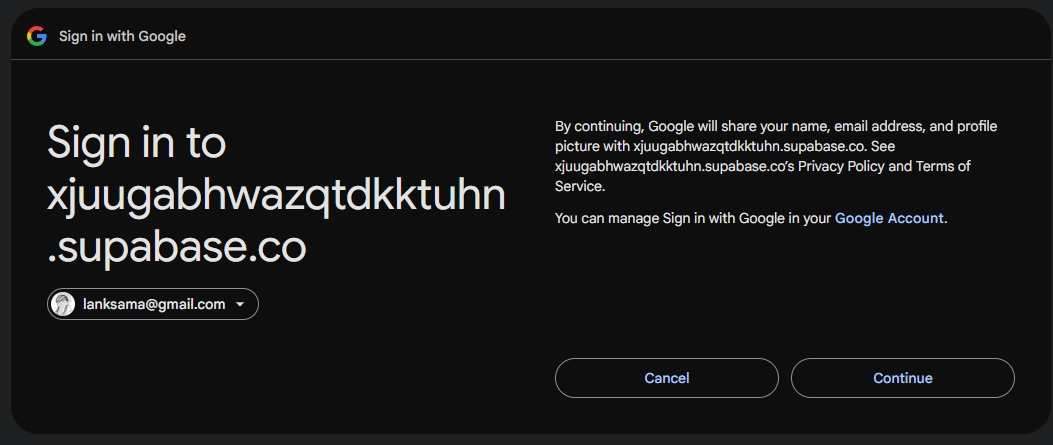 Sign in with Google
Sign in to
xjuugabhwazqtdkktuhn
.supabase.co
lanksama@gmail.com
By continuing, Google will share your name, email address, and profile
picture with xjuugabhwazqtdkktuhn.supabase.co. See
xjuugabhwazqtdkktuhn.supabase.co’s Privacy Policy and Terms of
Service.
You can manage Sign in with Google in your Google Account.
Cancel
Continue